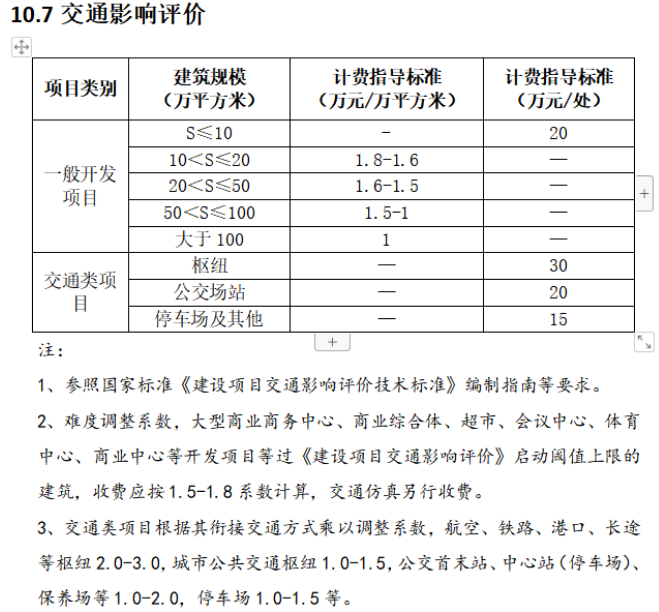 10.7 交通影响评价
项目类别 建筑规模（万平方米） 计费指导标准（万元/万平方米） 计费指导标准（万元/处）
一般开发项目 S≤10 - 20
10<S≤20 1.8-1.6 —
20<S≤50 1.6-1.5 —
50<S≤100 1.5-1 —
大于 100 1 —
交通类项目 枢纽 — 30
公交场站 — 20
停车场及其他 — 15
注：
1、参照国家标准《建设项目交通影响评价技术标准》编制指南等要求。
2、难度调整系数，大型商业商务中心、商业综合体、超市、会议中心、体育
中心、商业中心等开发项目等过《建设项目交通影响评价》启动阈值上限的
建筑，收费应按 1.5-1.8 系数计算，交通仿真另行收费。
3、交通类项目根据其衔接交通方式乘以调整系数，航空、铁路、港口、长途
等枢纽 2.0-3.0，城市公共交通枢纽 1.0-1.5，公交首末站、中心站（停车场）、
保养场等 1.0-2.0，停车场 1.0-1.5 等。